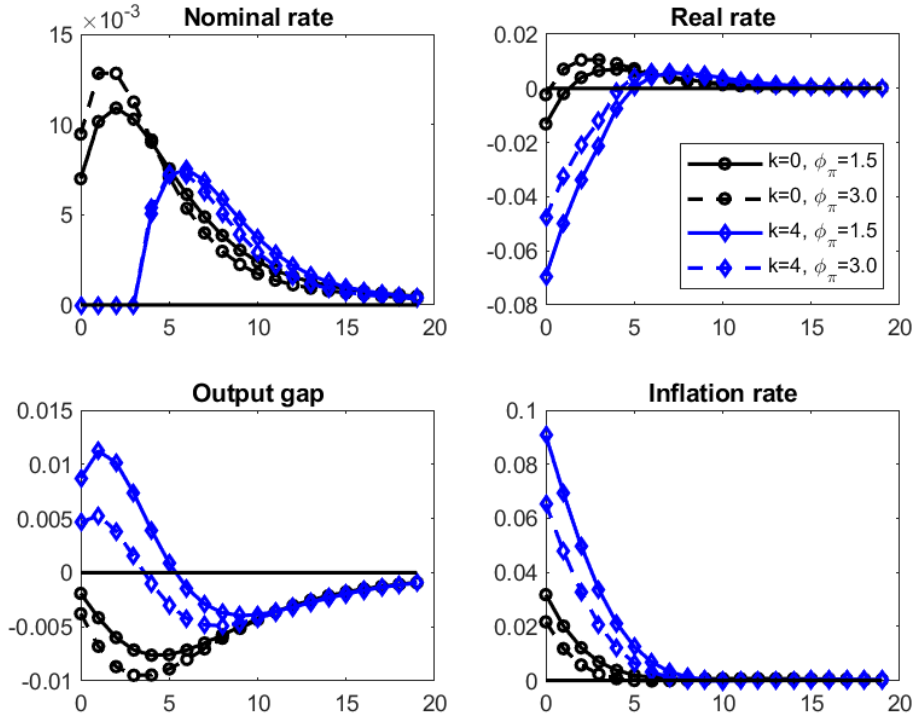 Nominal rate
×10⁻³
15
10
5
0
0 5 10 15 20
Real rate
0.02
0
-0.02
-0.04
-0.06
-0.08
0 5 10 15 20
k=0, ϕ_π=1.5
k=0, ϕ_π=3.0
k=4, ϕ_π=1.5
k=4, ϕ_π=3.0
Output gap
0.015
0.01
0.005
0
-0.005
-0.01
0 5 10 15 20
Inflation rate
0.1
0.08
0.06
0.04
0.02
0
0 5 10 15 20